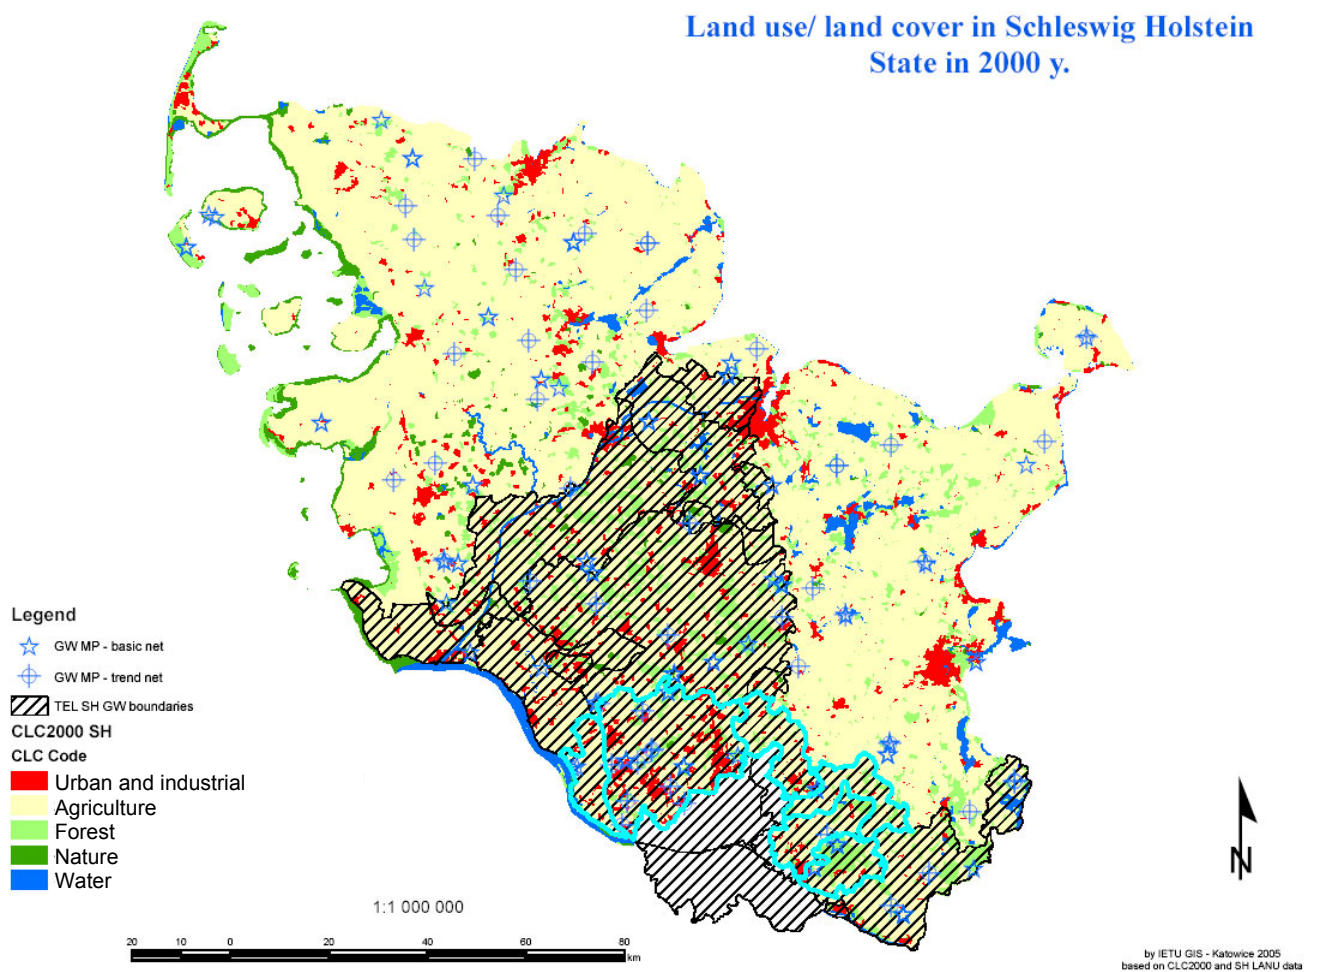 Land use/ land cover in Schleswig Holstein
State in 2000 y.
Legend
GW MP - basic net
GW MP - trend net
TEL SH GW boundaries
CLC2000 SH
CLC Code
Urban and industrial
Agriculture
Forest
Nature
Water
1:1 000 000
20 10 0 20 40 60 80
km
N
by IETU GIS - Katowice 2005
based on CLC2000 and SH LANU data